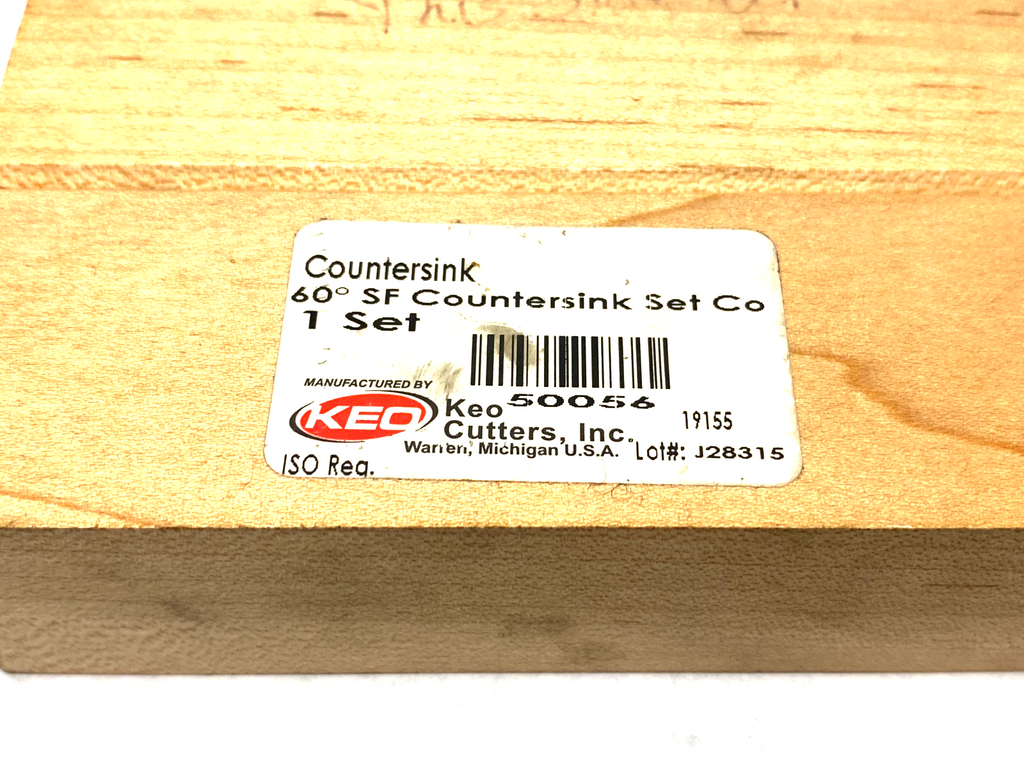 Countersink
60° SF Countersink Set Co
1 Set
MANUFACTURED BY
KEO
50056
Keo
Cutters, Inc.
19155
Warren, Michigan U.S.A.
Lot#: J28315
ISO Reg.